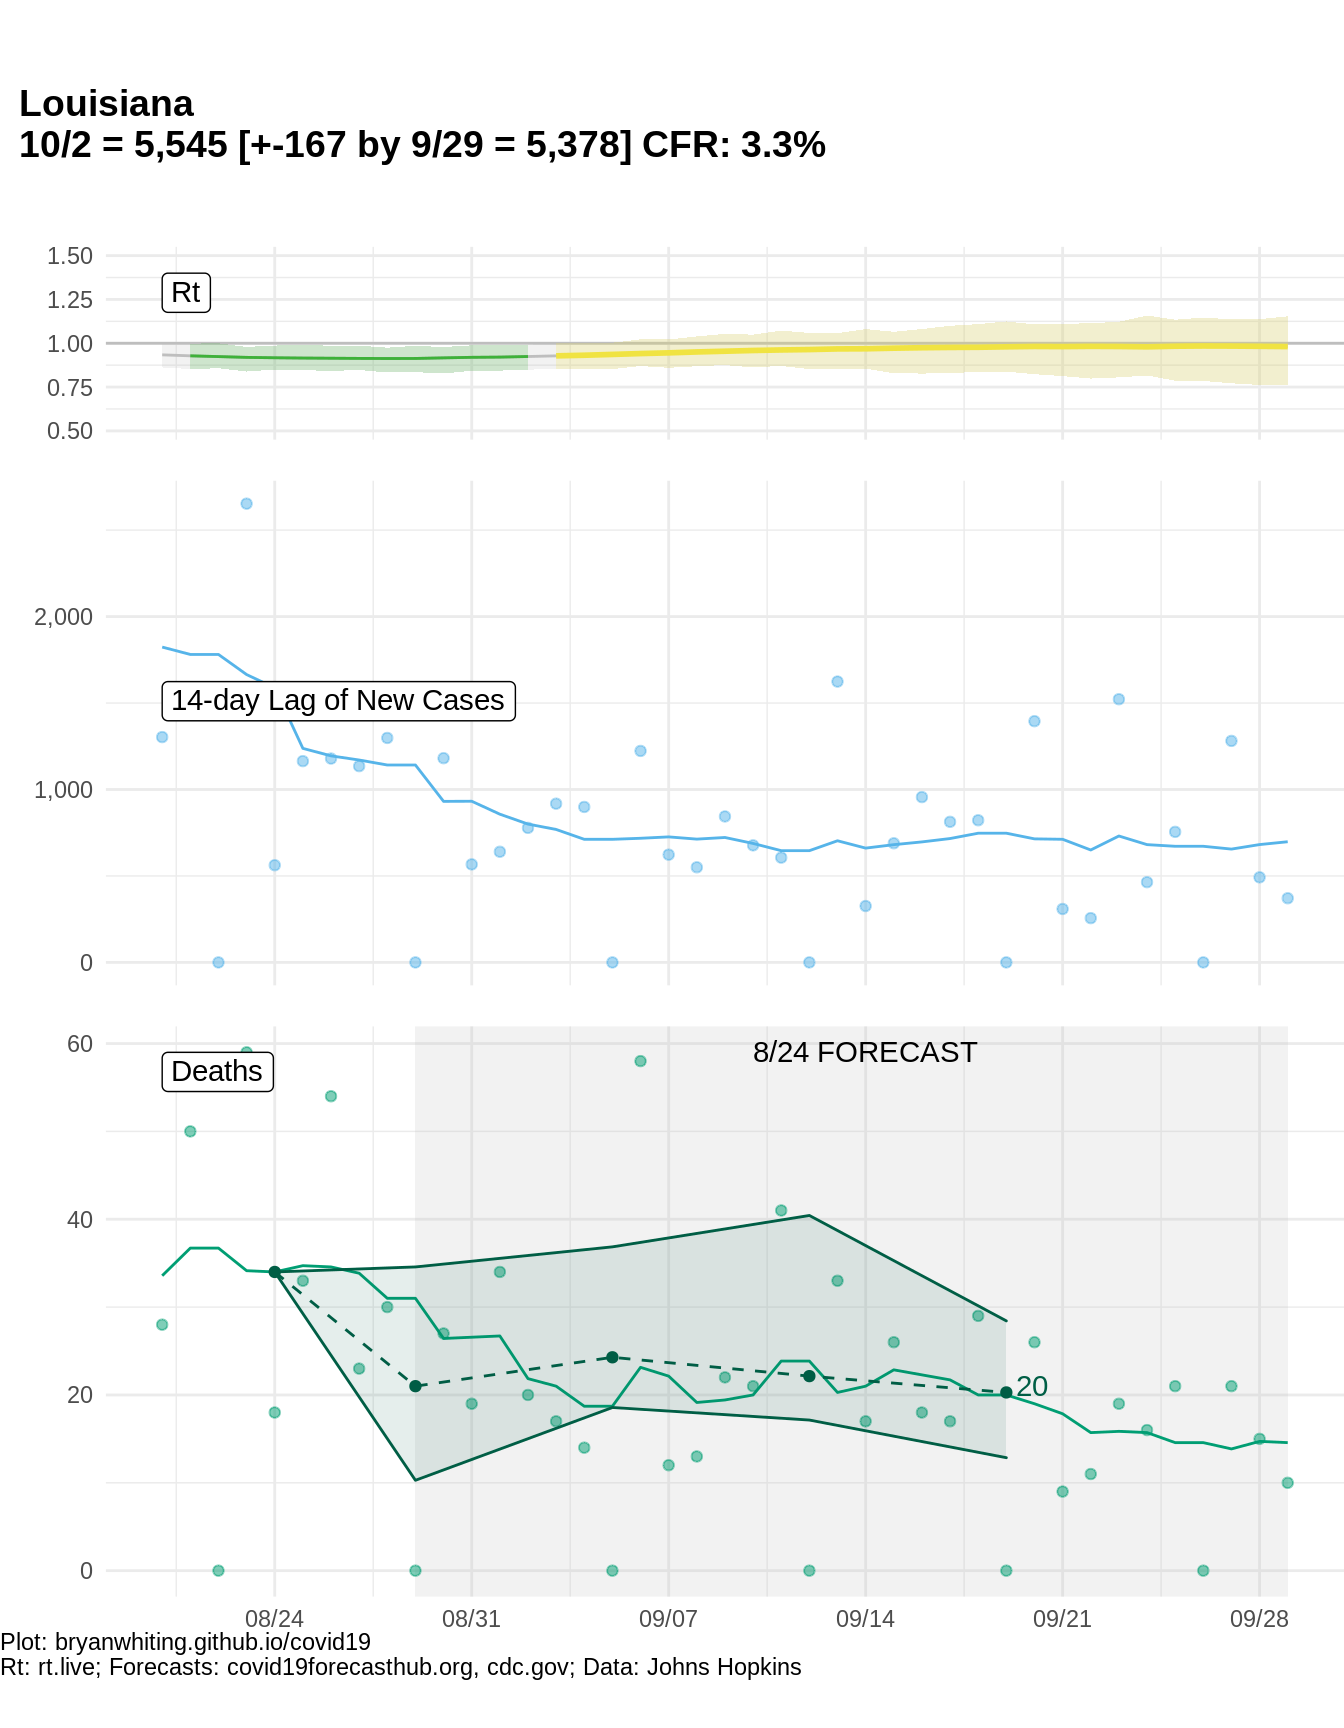 Louisiana
10/2 = 5,545 [+-167 by 9/29 = 5,378] CFR: 3.3%
1.50
Rt
1.25
1.00
0.75
0.50
2,000
14-day Lag of New Cases
1,000
0
60
8/24 FORECAST
Deaths
40
20
20
0
08/24 08/31 09/07 09/14 09/21 09/28
Plot: bryanwhiting.github.io/covid19
Rt: rt.live; Forecasts: covid19forecasthub.org, cdc.gov; Data: Johns Hopkins